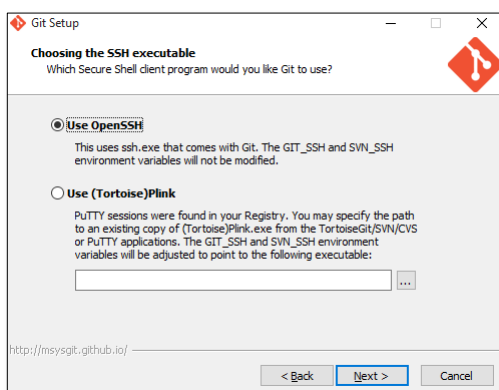 Git Setup
Choosing the SSH executable
Which Secure Shell client program would you like Git to use?
Use OpenSSH
This uses ssh.exe that comes with Git. The GIT_SSH and SVN_SSH
environment variables will not be modified.
Use (Tortoise)Plink
PuTTY sessions were found in your Registry. You may specify the path
to an existing copy of (Tortoise)Plink.exe from the TortoiseGit/SVN/CVS
or PuTTY applications. The GIT_SSH and SVN_SSH environment
variables will be adjusted to point to the following executable:
...
http://msysgit.github.io/
< Back
Next >
Cancel